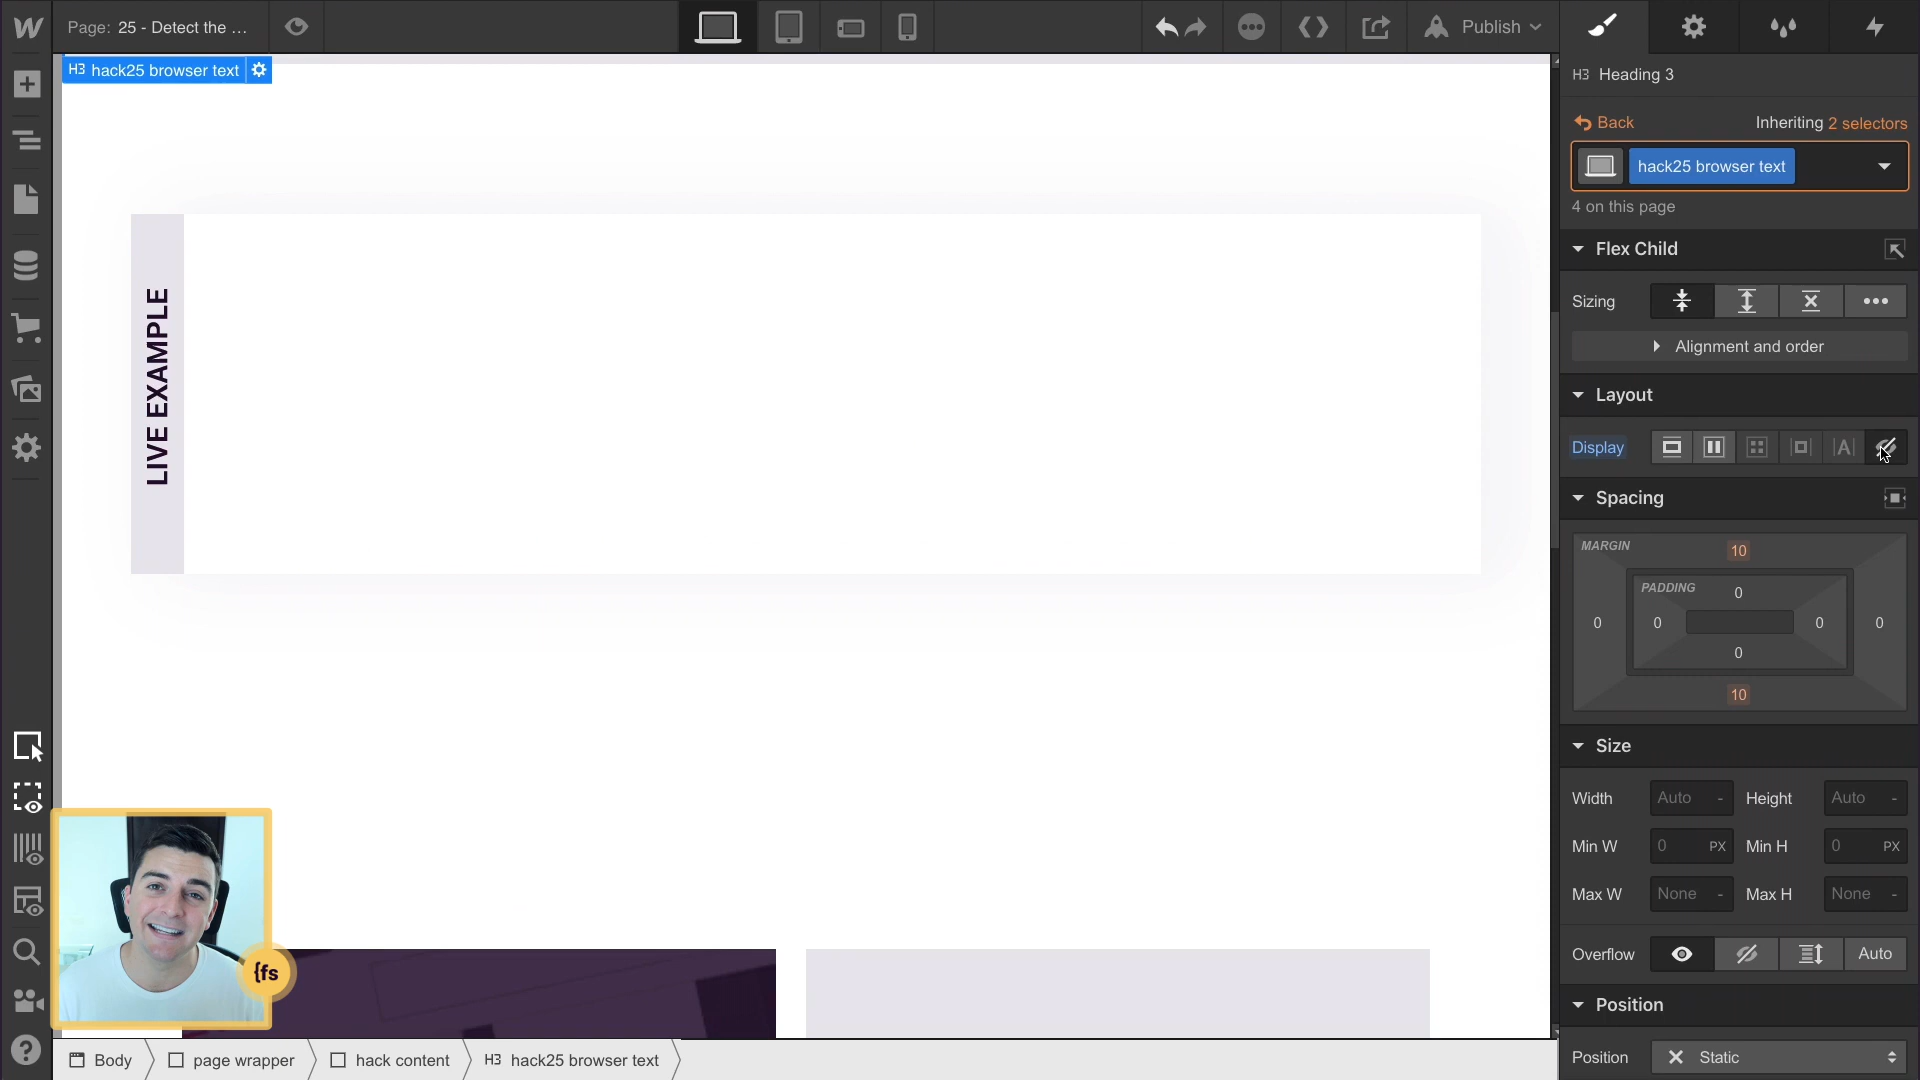 Page: 25 - Detect the ...
Publish
H3 hack25 browser text
H3 Heading 3
Back
Inheriting 2 selectors
hack25 browser text
4 on this page
Flex Child
Sizing
Alignment and order
Layout
Display
Spacing
MARGIN
10
PADDING
0
0 0 0 0
0
10
Size
Width Auto - Height Auto -
Min W 0 PX Min H 0 PX
Max W None - Max H None -
Overflow Auto
Position
Position Static
LIVE EXAMPLE
{fs
Body page wrapper hack content H3 hack25 browser text